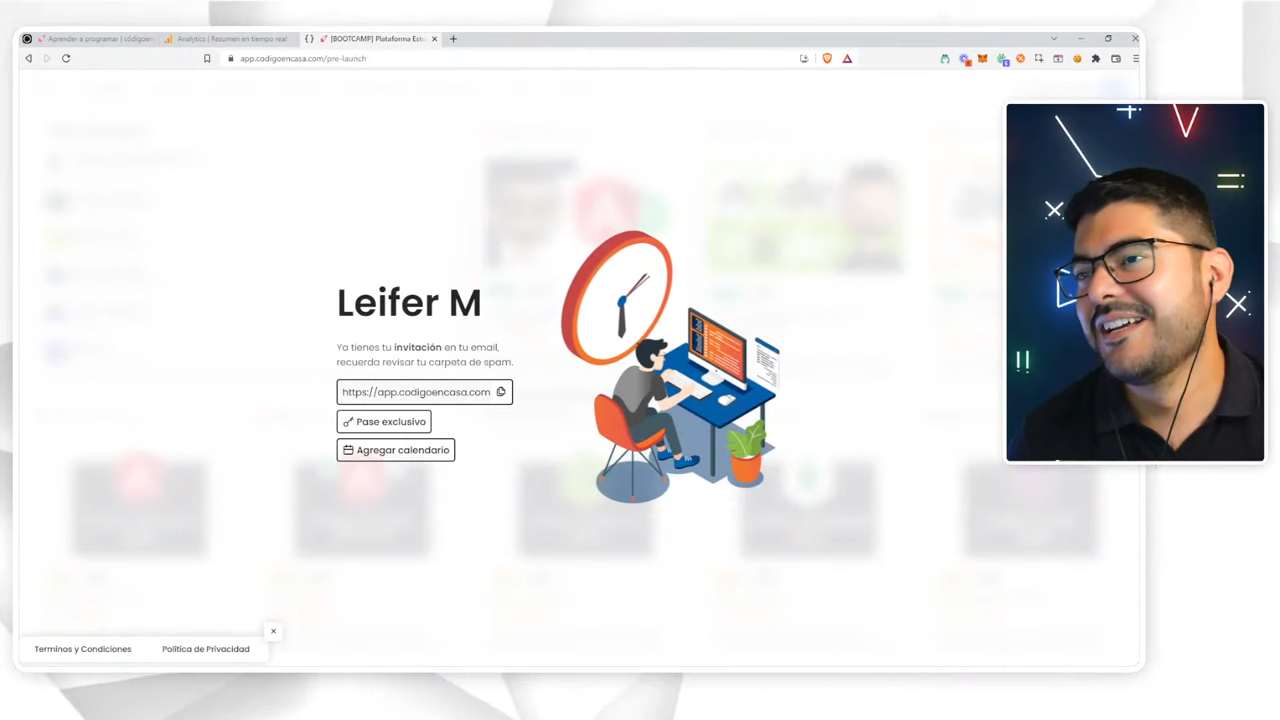 Aprender a programar | códigoen
Analytics | Resumen en tiempo real
[BOOTCAMP] Plataforma Estu
app.codigoencasa.com/pre-launch
Leifer M
Ya tienes tu invitación en tu email,
recuerda revisar tu carpeta de spam.
https://app.codigoencasa.com
Pase exclusivo
Agregar calendario
Terminos y Condiciones
Política de Privacidad